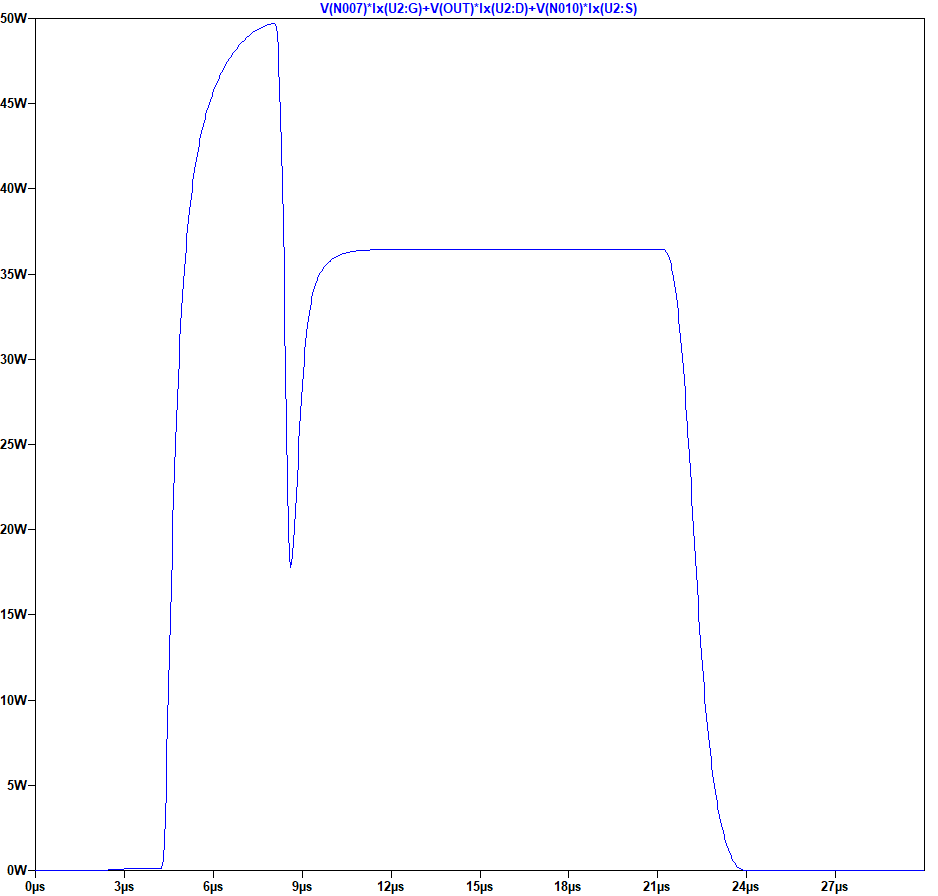 V(N007)*Ix(U2:G)+V(OUT)*Ix(U2:D)+V(N010)*Ix(U2:S)
50W
45W
40W
35W
30W
25W
20W
15W
10W
5W
0W
0µs 3µs 6µs 9µs 12µs 15µs 18µs 21µs 24µs 27µs